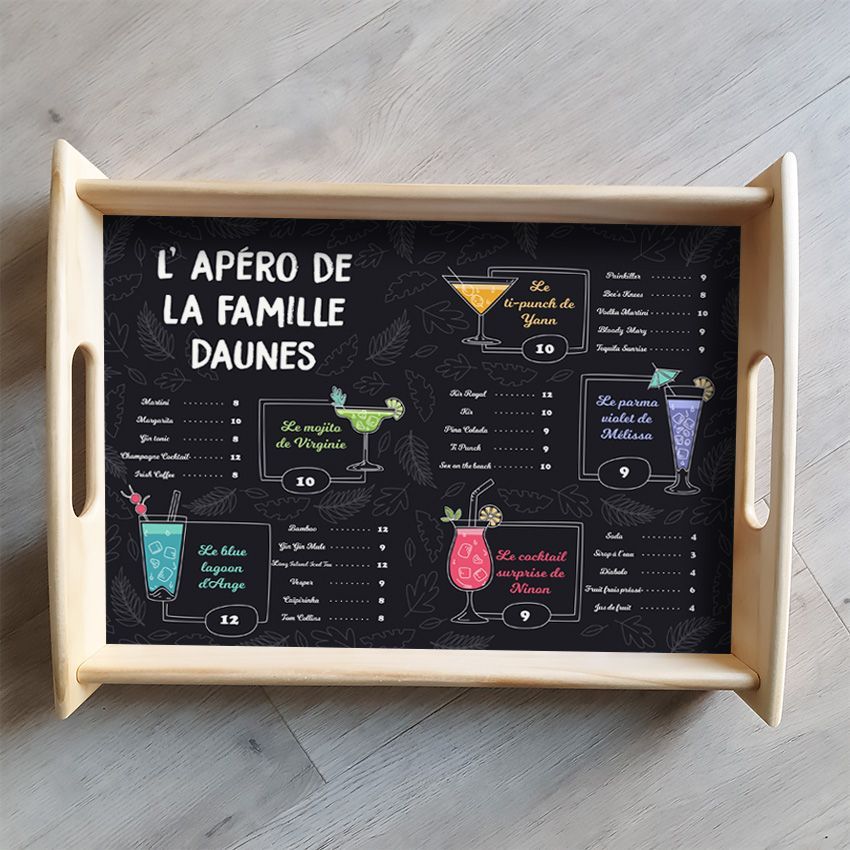 L' APÉRO DE
LA FAMILLE
DAUNES
Martini 8
Margarita 10
Gin tonic 8
Champagne Cocktail 12
Irish Coffee 8
Le mojito
de Virginie
10
Le blue
lagoon
d'Ange
12
Bamboo 12
Gin Gin Mule 9
Long Island Iced Tea 12
Vesper 9
Caïpirinha 8
Tom Collins 8
Le
ti-punch de
Yann
10
Painkiller 9
Bee's Knees 8
Vodka Martini 10
Bloody Mary 9
Tequila Sunrise 9
Kir Royal 12
Kir 10
Pina Colada 9
Ti Punch 9
Sex on the beach 10
Le parma
violet de
Mélissa
9
Le cocktail
surprise de
Ninon
9
Soda 4
Sirop à l'eau 3
Diabolo 4
Fruit frais préssé 6
Jus de fruit 4